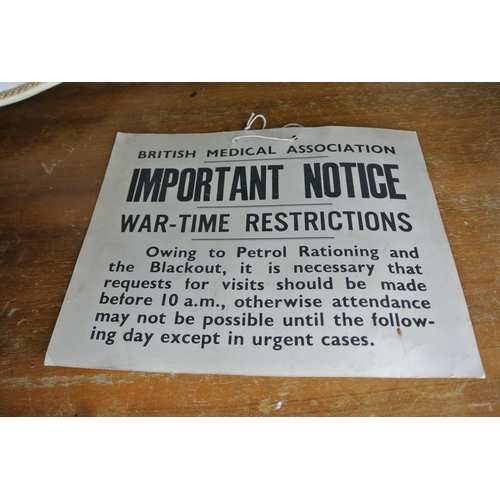 BRITISH MEDICAL ASSOCIATION
IMPORTANT NOTICE
WAR-TIME RESTRICTIONS
Owing to Petrol Rationing and
the Blackout, it is necessary that
requests for visits should be made
before 10 a.m., otherwise attendance
may not be possible until the follow-
ing day except in urgent cases.